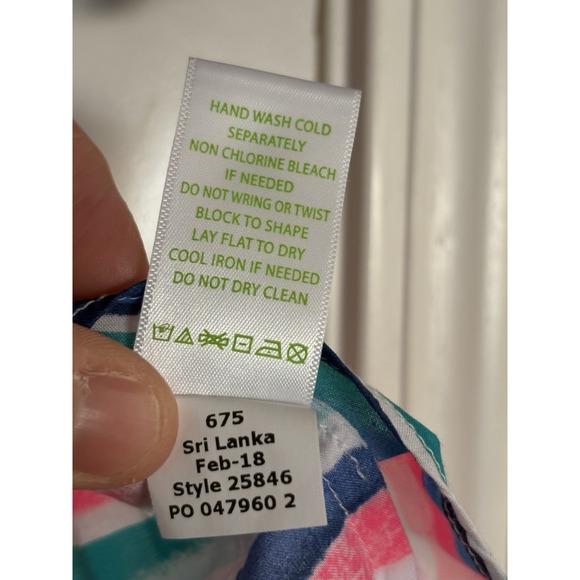 HAND WASH COLD
SEPARATELY
NON CHLORINE BLEACH
IF NEEDED
DO NOT WRING OR TWIST
BLOCK TO SHAPE
LAY FLAT TO DRY
COOL IRON IF NEEDED
DO NOT DRY CLEAN
675
Sri Lanka
Feb-18
Style 25846
PO 047960 2